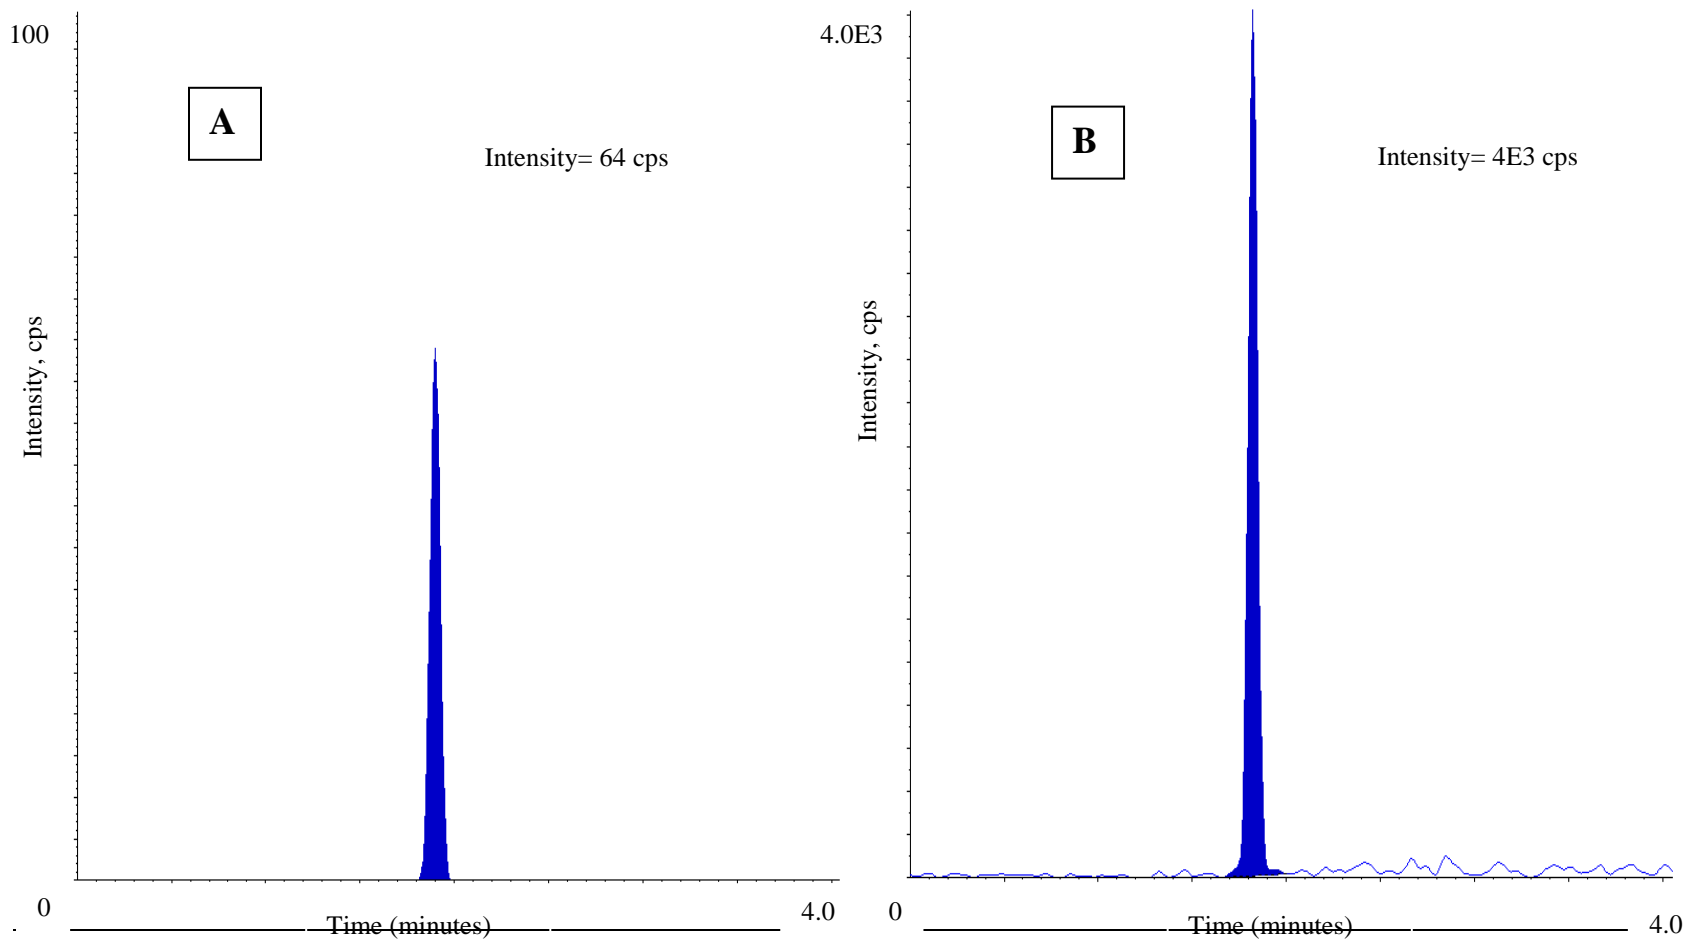 100
A
Intensity= 64 cps
Intensity, cps
0
Time (minutes)
4.0
4.0E3
B
Intensity= 4E3 cps
Intensity, cps
0
Time (minutes)
4.0